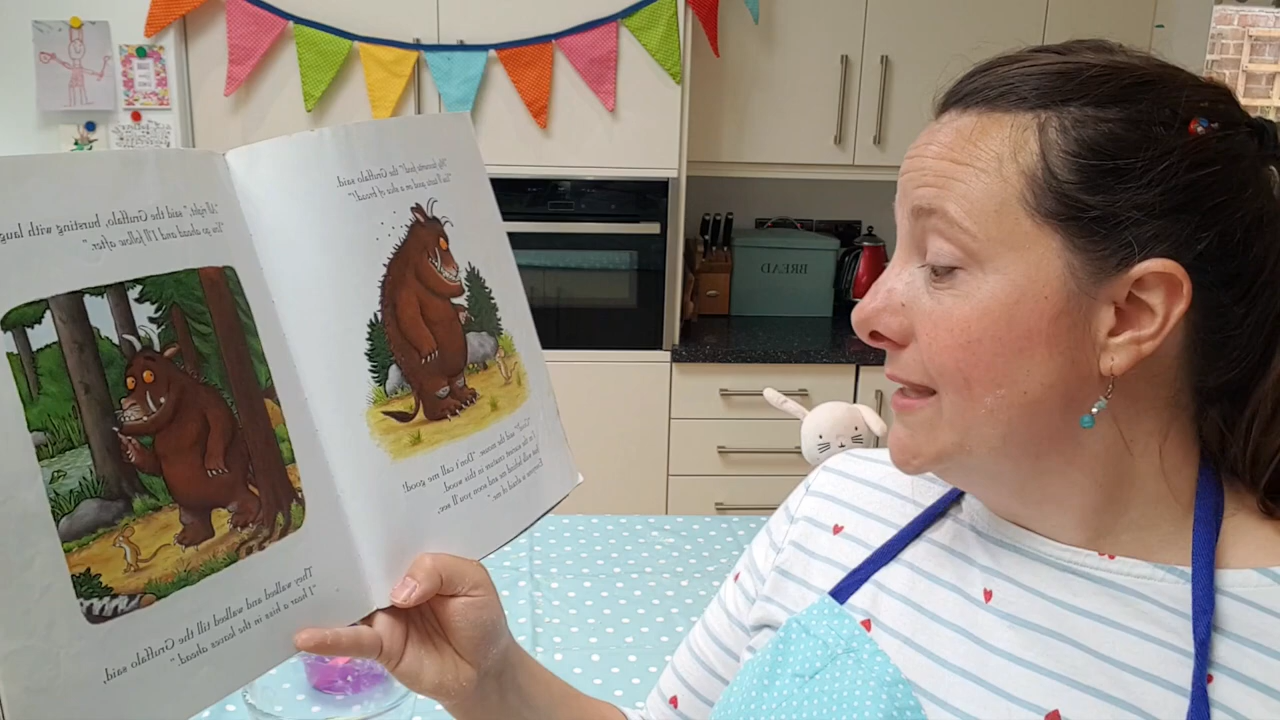 "My favourite food!" the Gruffalo said.
"You'll taste good on a slice of bread!"
"Good?" said the mouse. "Don't call me good!
I'm the scariest creature in this wood.
Just walk behind me and soon you'll see,
Everyone is afraid of me."
"All right," said the Gruffalo, bursting with laug
"You go ahead and I'll follow after."
They walked and walked till the Gruffalo said,
"I hear a hiss in the leaves ahead."
BREAD